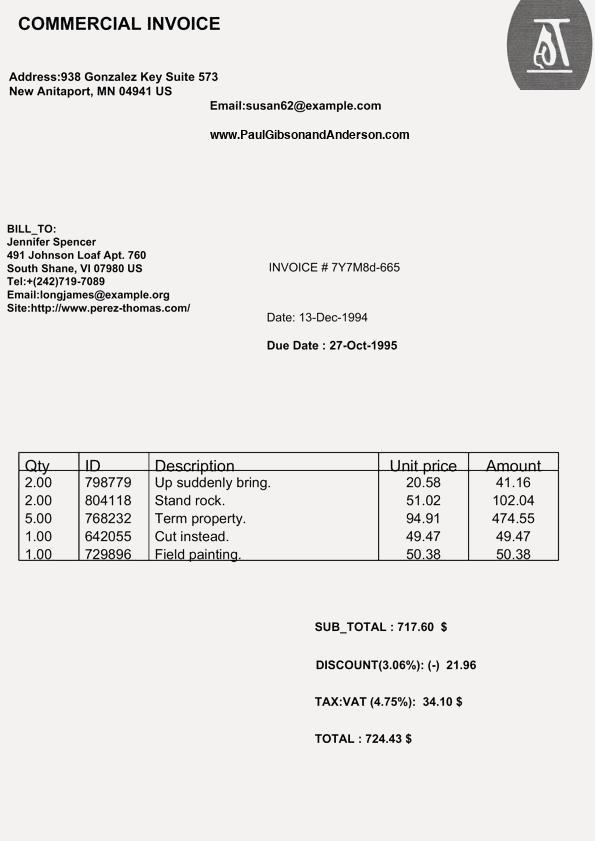 COMMERCIAL INVOICE
Address:938 Gonzalez Key Suite 573
New Anitaport, MN 04941 US
Email:susan62@example.com
www.PaulGibsonandAnderson.com
BILL_TO:
Jennifer Spencer
491 Johnson Loaf Apt. 760
South Shane, VI 07980 US
Tel:+(242)719-7089
Email:longjames@example.org
Site:http://www.perez-thomas.com/
INVOICE # 7Y7M8d-665
Date: 13-Dec-1994
Due Date : 27-Oct-1995
Qty ID Description Unit price Amount
2.00 798779 Up suddenly bring. 20.58 41.16
2.00 804118 Stand rock. 51.02 102.04
5.00 768232 Term property. 94.91 474.55
1.00 642055 Cut instead. 49.47 49.47
1.00 729896 Field painting. 50.38 50.38
SUB_TOTAL : 717.60 $
DISCOUNT(3.06%): (-) 21.96
TAX:VAT (4.75%): 34.10 $
TOTAL : 724.43 $